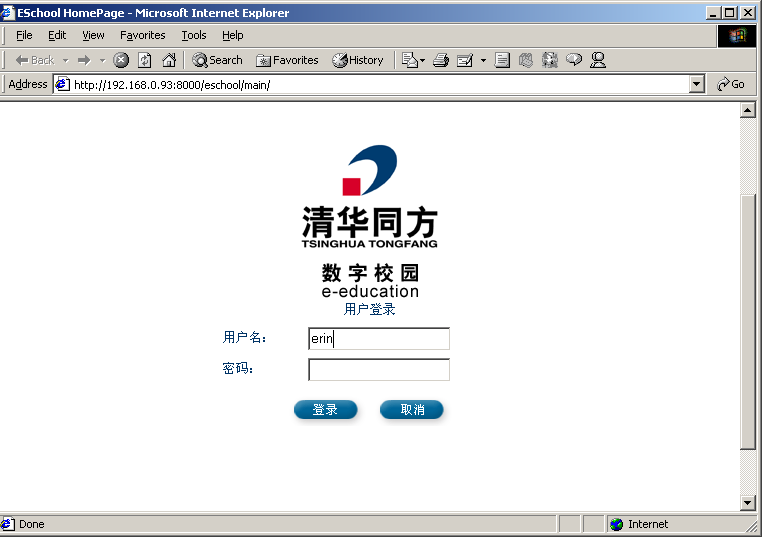 ESchool HomePage - Microsoft Internet Explorer
File Edit View Favorites Tools Help
Back Search Favorites History
Address http://192.168.0.93:8000/eschool/main/ Go
清华同方
TSINGHUA TONGFANG
数字校园
e-education
用户登录
用户名： erin
密码：
登录 取消
Done Internet